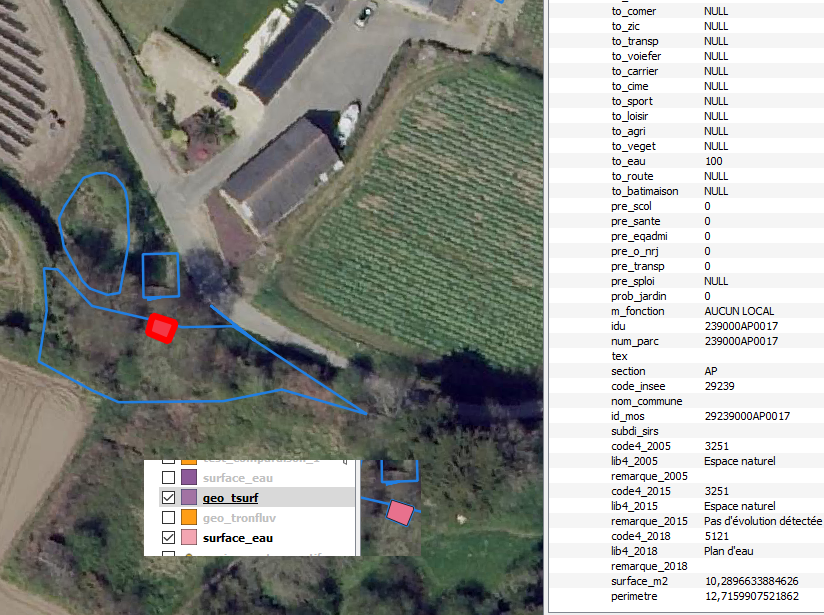 to_comer NULL
to_zic NULL
to_transp NULL
to_voiefer NULL
to_carrier NULL
to_cime NULL
to_sport NULL
to_loisir NULL
to_agri NULL
to_veget NULL
to_eau 100
to_route NULL
to_batimaison NULL
pre_scol 0
pre_sante 0
pre_eqadmi 0
pre_o_nrj 0
pre_transp 0
pre_sploi NULL
prob_jardin 0
m_fonction AUCUN LOCAL
idu 239000AP0017
num_parc 239000AP0017
tex
section AP
code_insee 29239
nom_commune
id_mos 29239000AP0017
subdi_sirs
code4_2005 3251
lib4_2005 Espace naturel
remarque_2005
code4_2015 3251
lib4_2015 Espace naturel
remarque_2015 Pas d'évolution détectée
code4_2018 5121
lib4_2018 Plan d'eau
remarque_2018
surface_m2 10,2896633884626
perimetre 12,7159907521862
surface_eau
geo_tsurf
geo_tronfluv
surface_eau